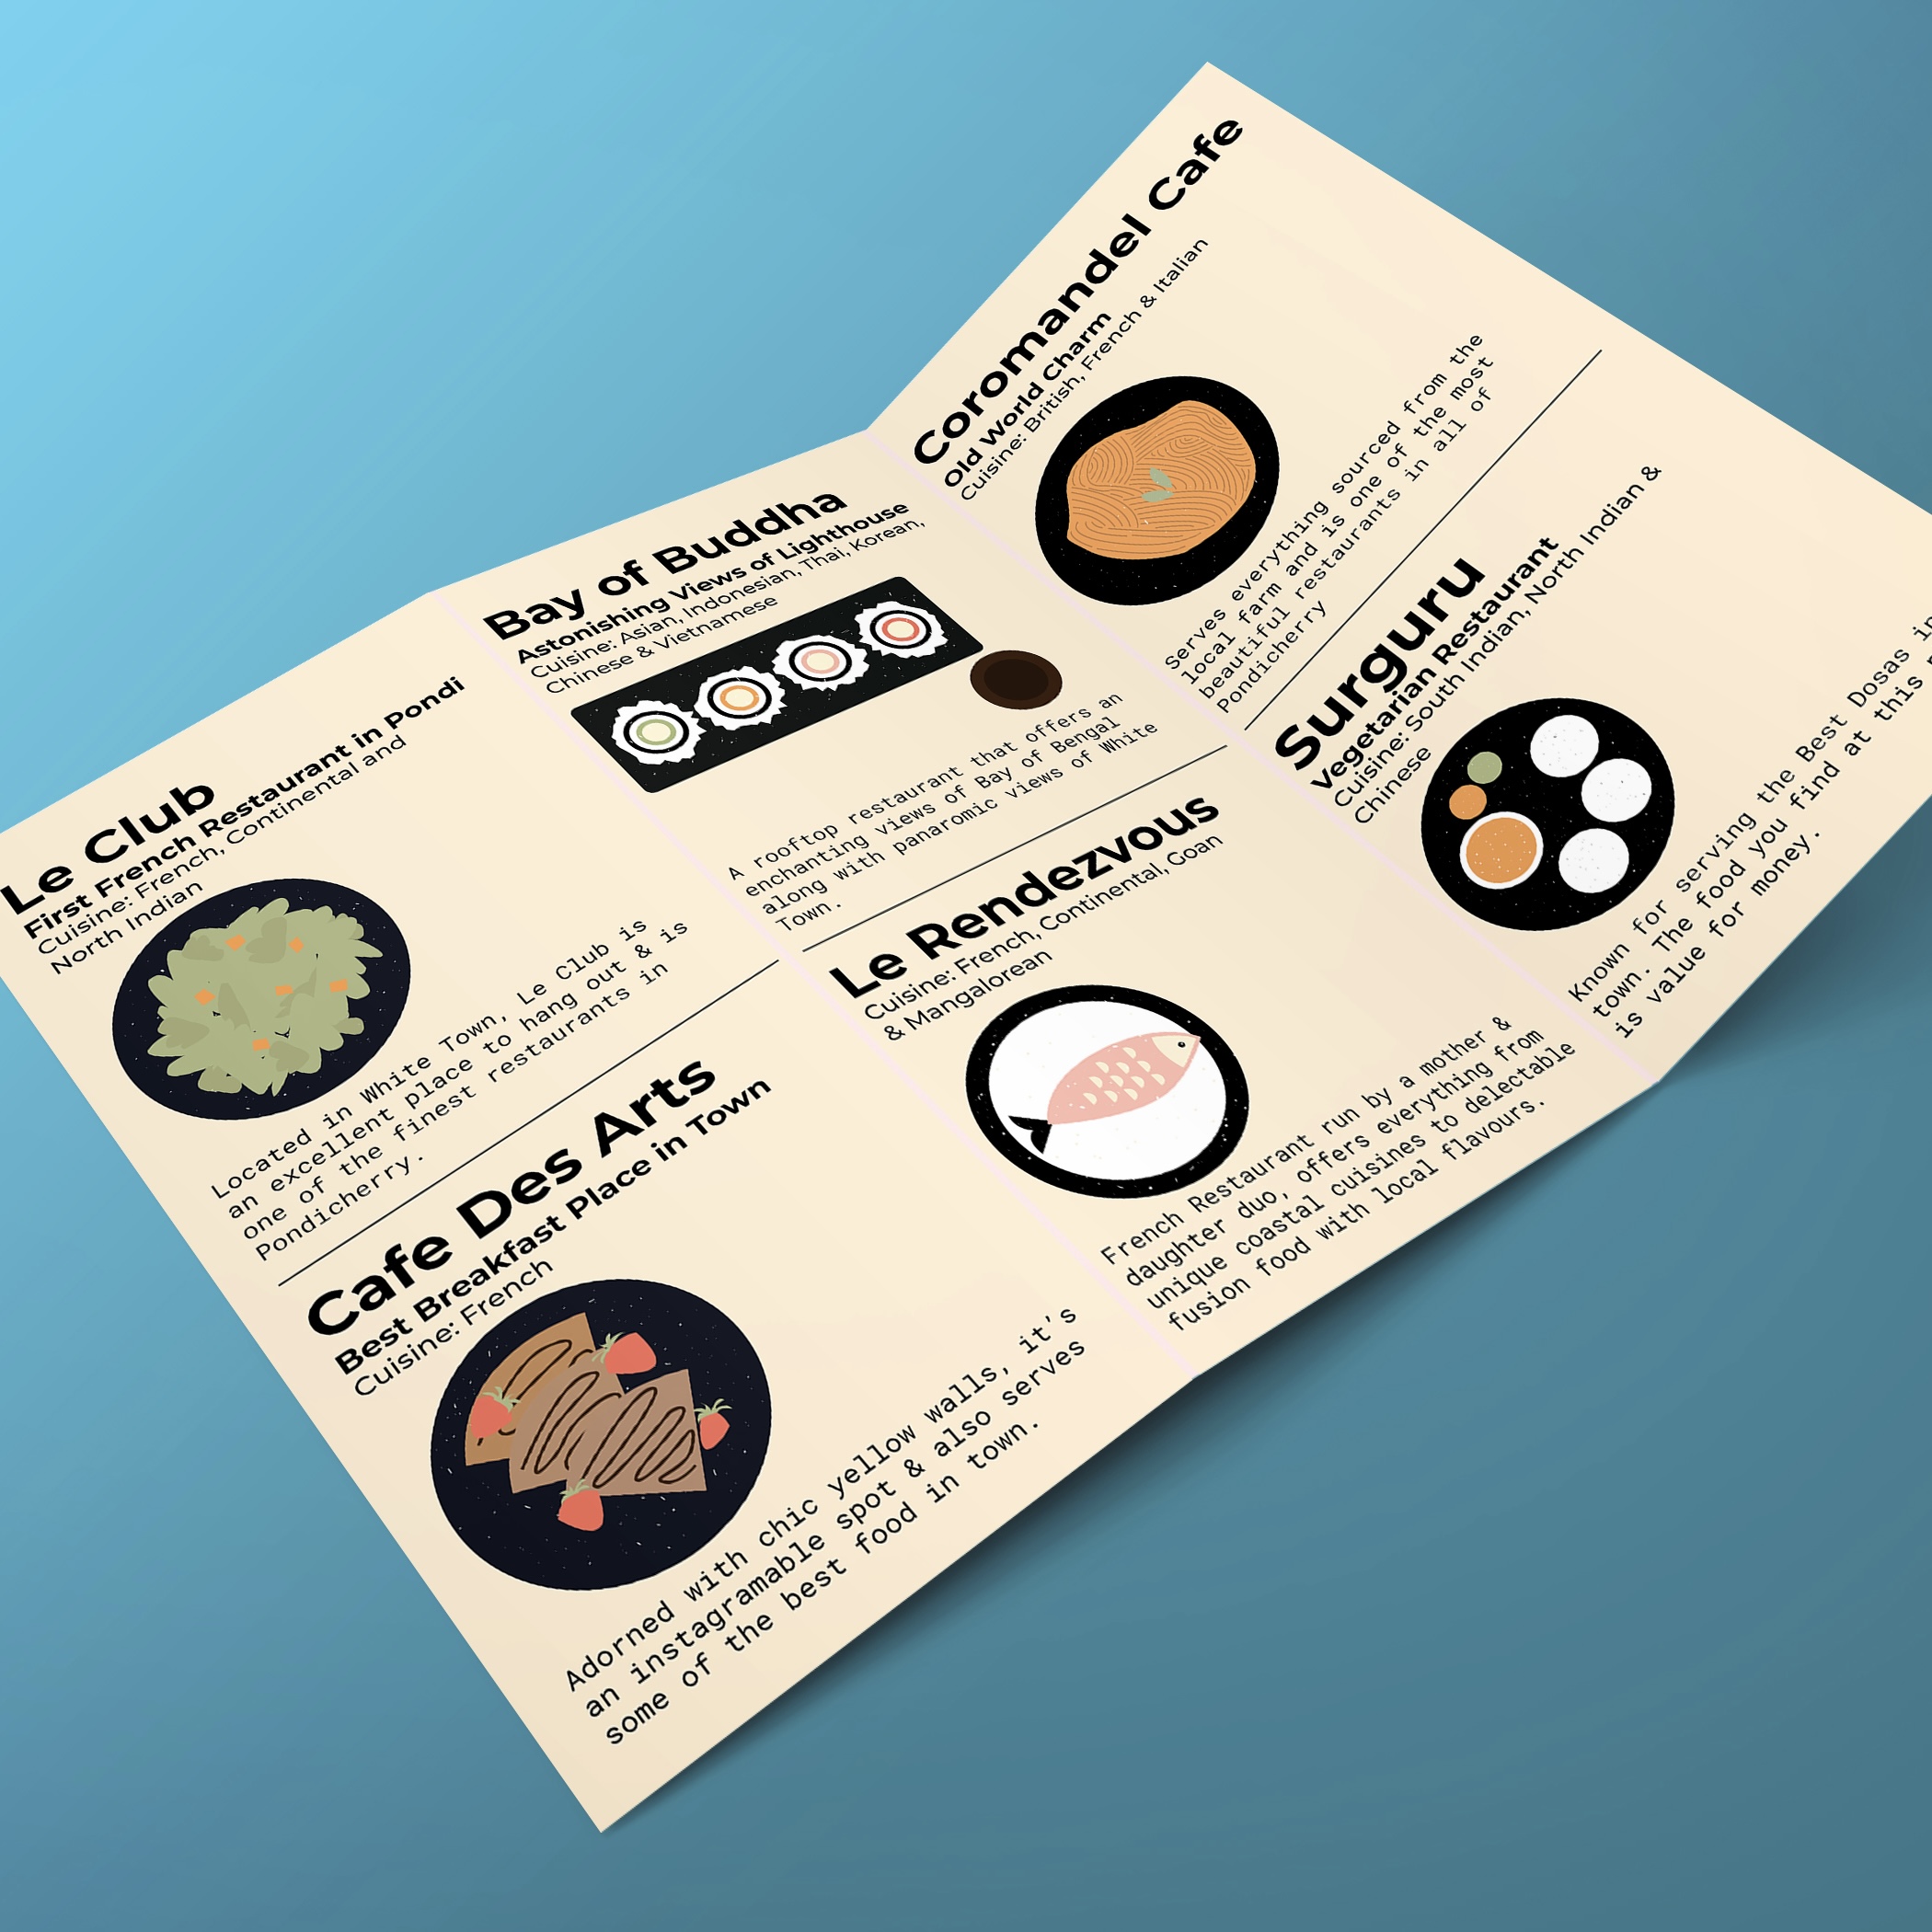 Le Club
First French Restaurant in Pondi
Cuisine: French, Continental and
North Indian
Located in White Town, Le Club is
an excellent place to hang out & is
one of the finest restaurants in
Pondicherry.
Cafe Des Arts
Best Breakfast Place in Town
Cuisine: French
Adorned with chic yellow walls, it's
an instagramable spot & also serves
some of the best food in town.
Bay of Buddha
Astonishing Views of Lighthouse
Cuisine: Asian, Indonesian, Thai, Korean,
Chinese & Vietnamese
A rooftop restaurant that offers an
enchanting views of Bay of Bengal
along with panaromic views of White
Town.
Le Rendezvous
Cuisine: French, Continental, Goan
& Mangalorean
French Restaurant run by a mother &
daughter duo, offers everything from
unique coastal cuisines to delectable
fusion food with local flavours.
Coromandel Cafe
Old World Charm
Cuisine: British, French & Italian
Serves everything sourced from the
local farm and is one of the most
beautiful restaurants in all of
Pondicherry
Surguru
Vegetarian Restaurant
Cuisine: South Indian, North Indian &
Chinese
Known for serving the Best Dosas in
town. The food you find at this
is value for money.